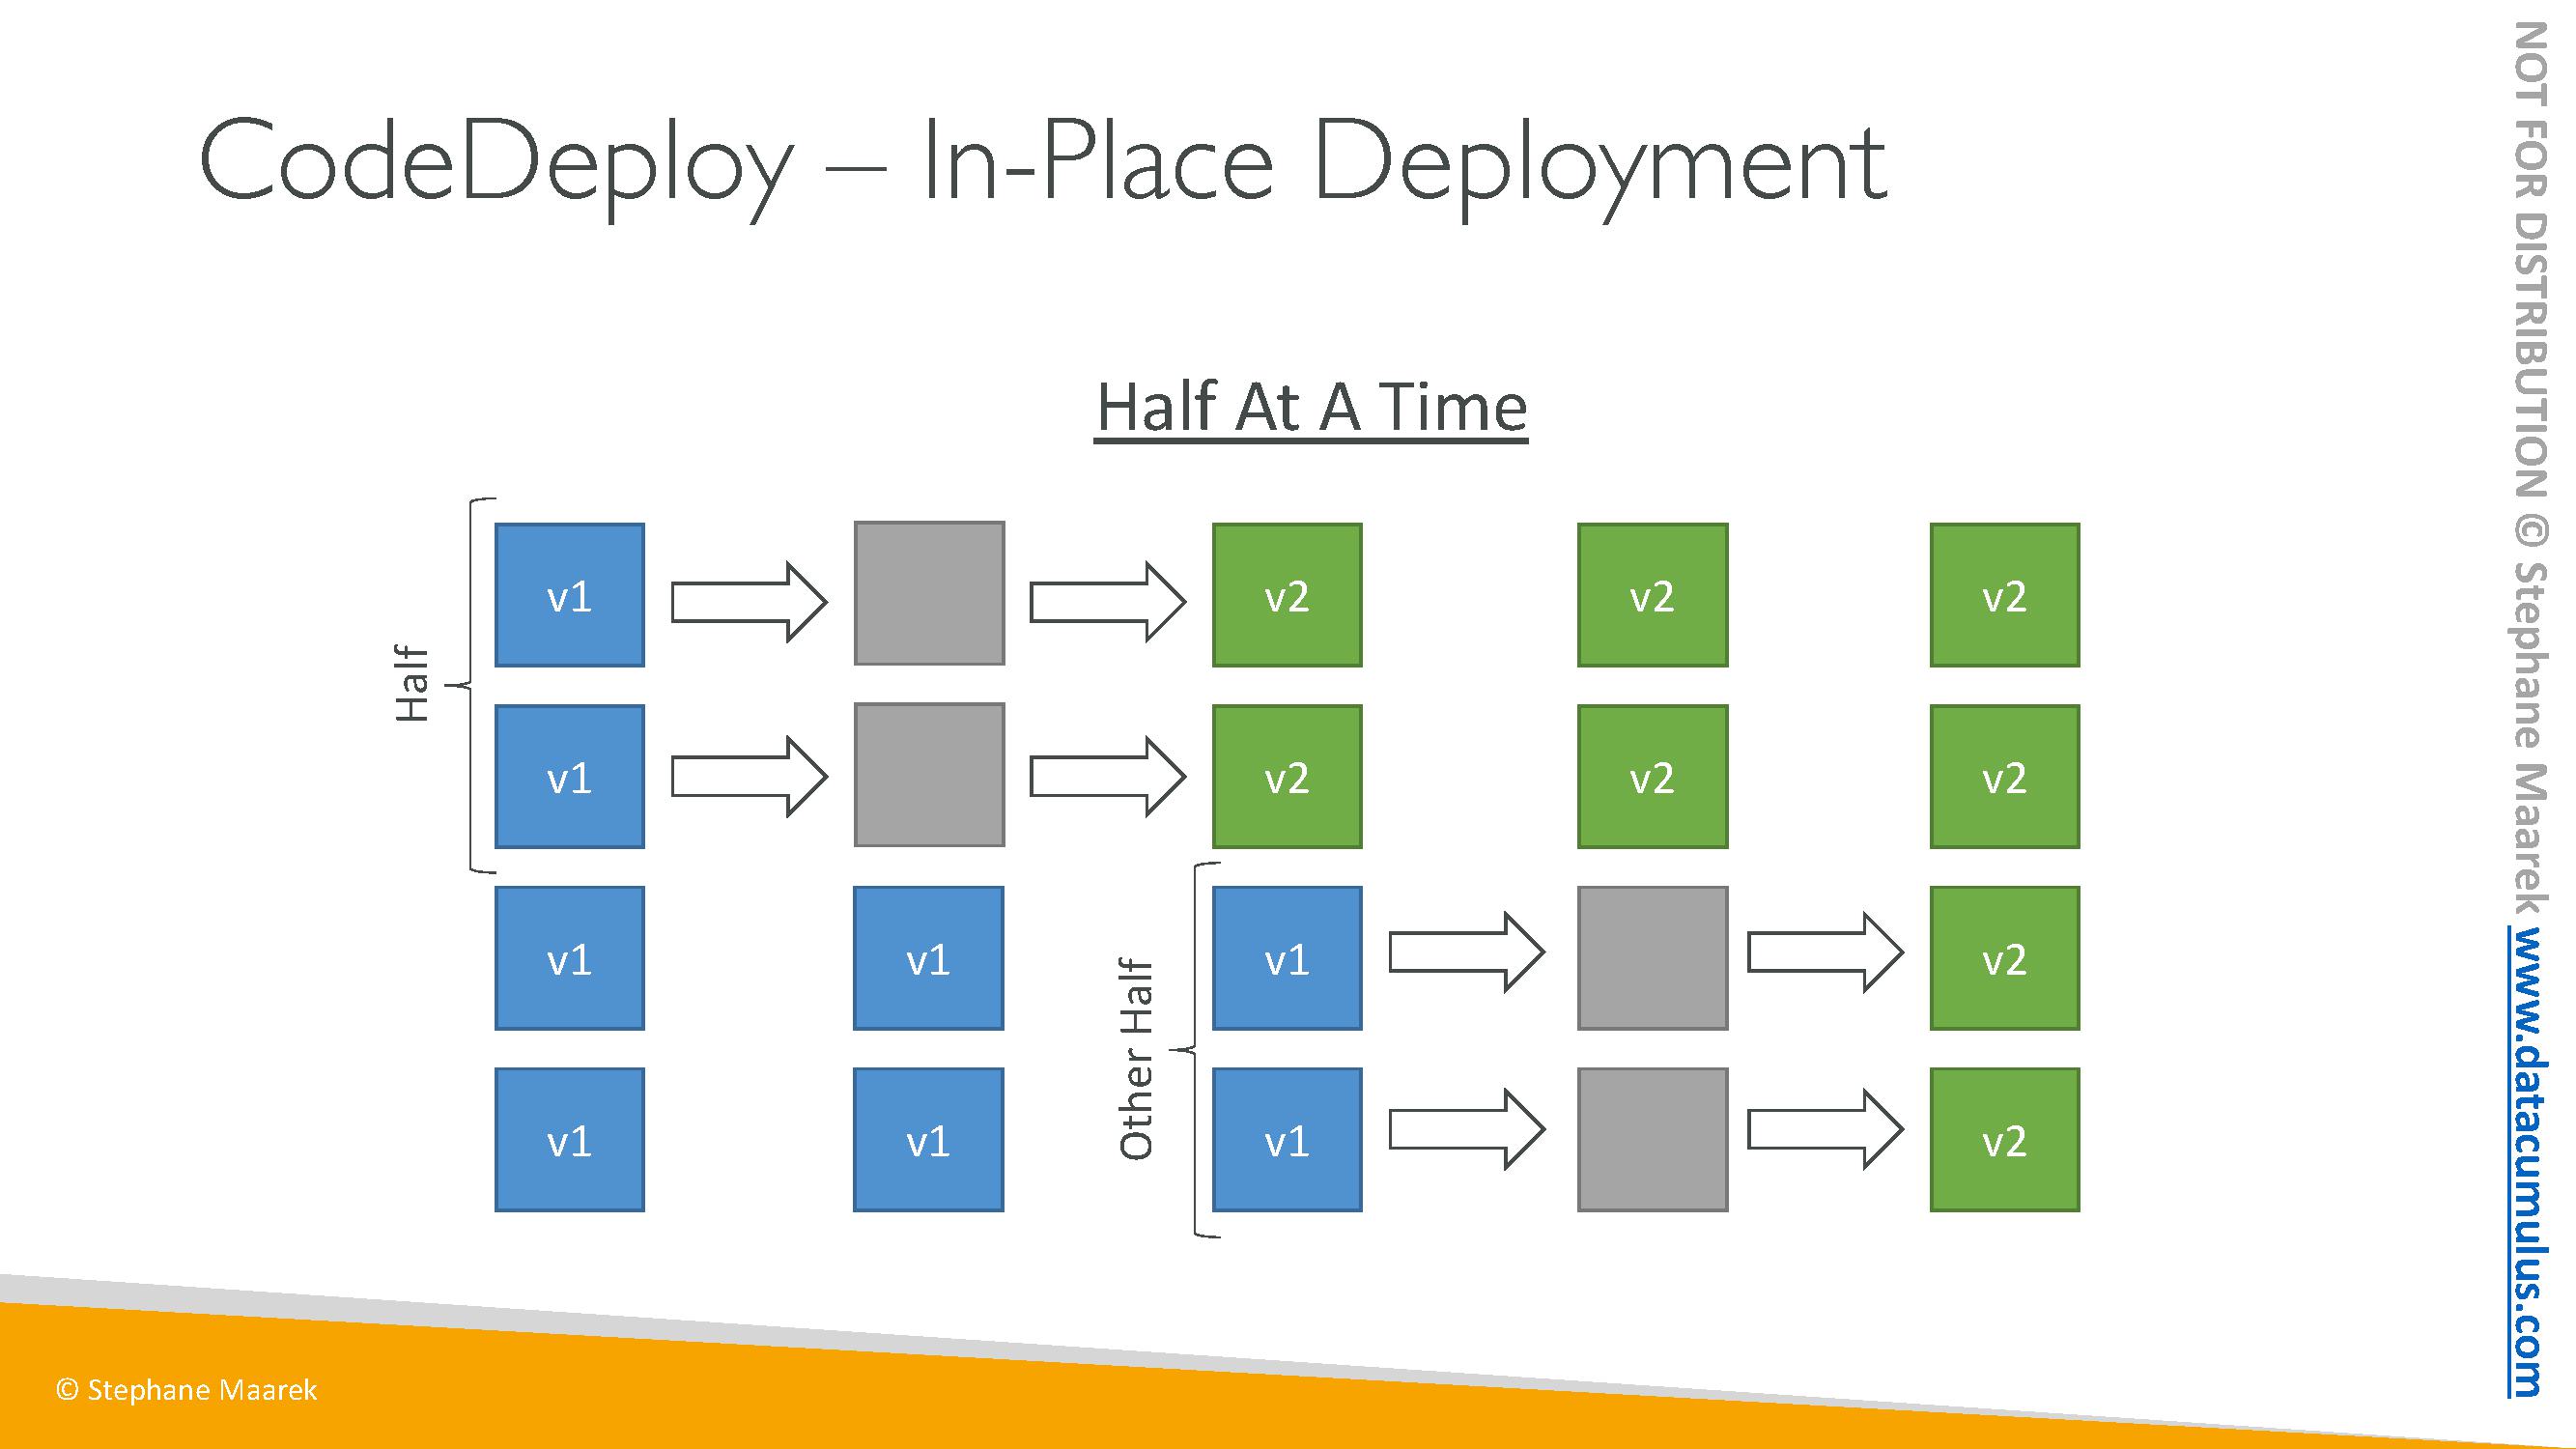 CodeDeploy – In-Place Deployment
Half At A Time
Half
v1
v2
v2
v2
v1
v2
v2
v2
Other Half
v1
v1
v1
v2
v1
v1
v1
v2
© Stephane Maarek
NOT FOR DISTRIBUTION © Stephane Maarek www.datacumulus.com